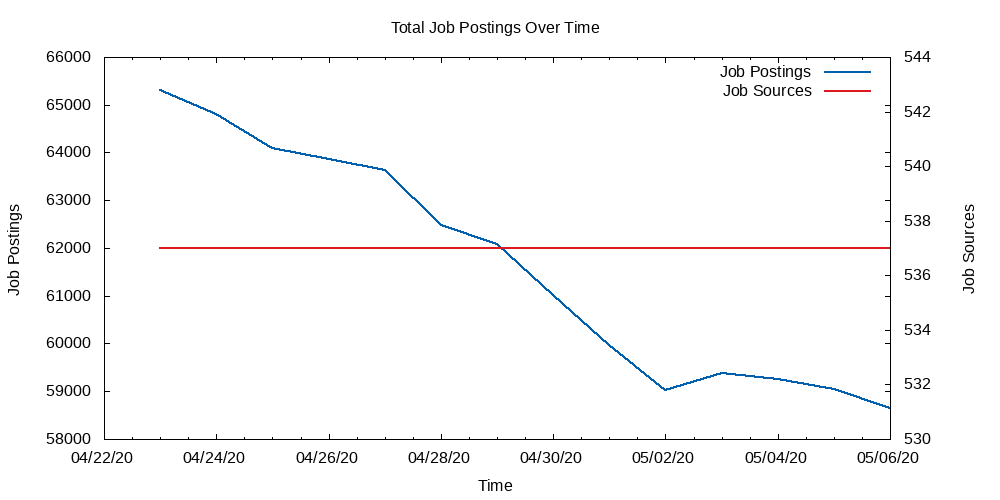 Total Job Postings Over Time
Job Postings
Job Sources
66000
65000
64000
63000
62000
61000
60000
59000
58000
Job Postings
544
542
540
538
536
534
532
530
Job Sources
04/22/20 04/24/20 04/26/20 04/28/20 04/30/20 05/02/20 05/04/20 05/06/20
Time